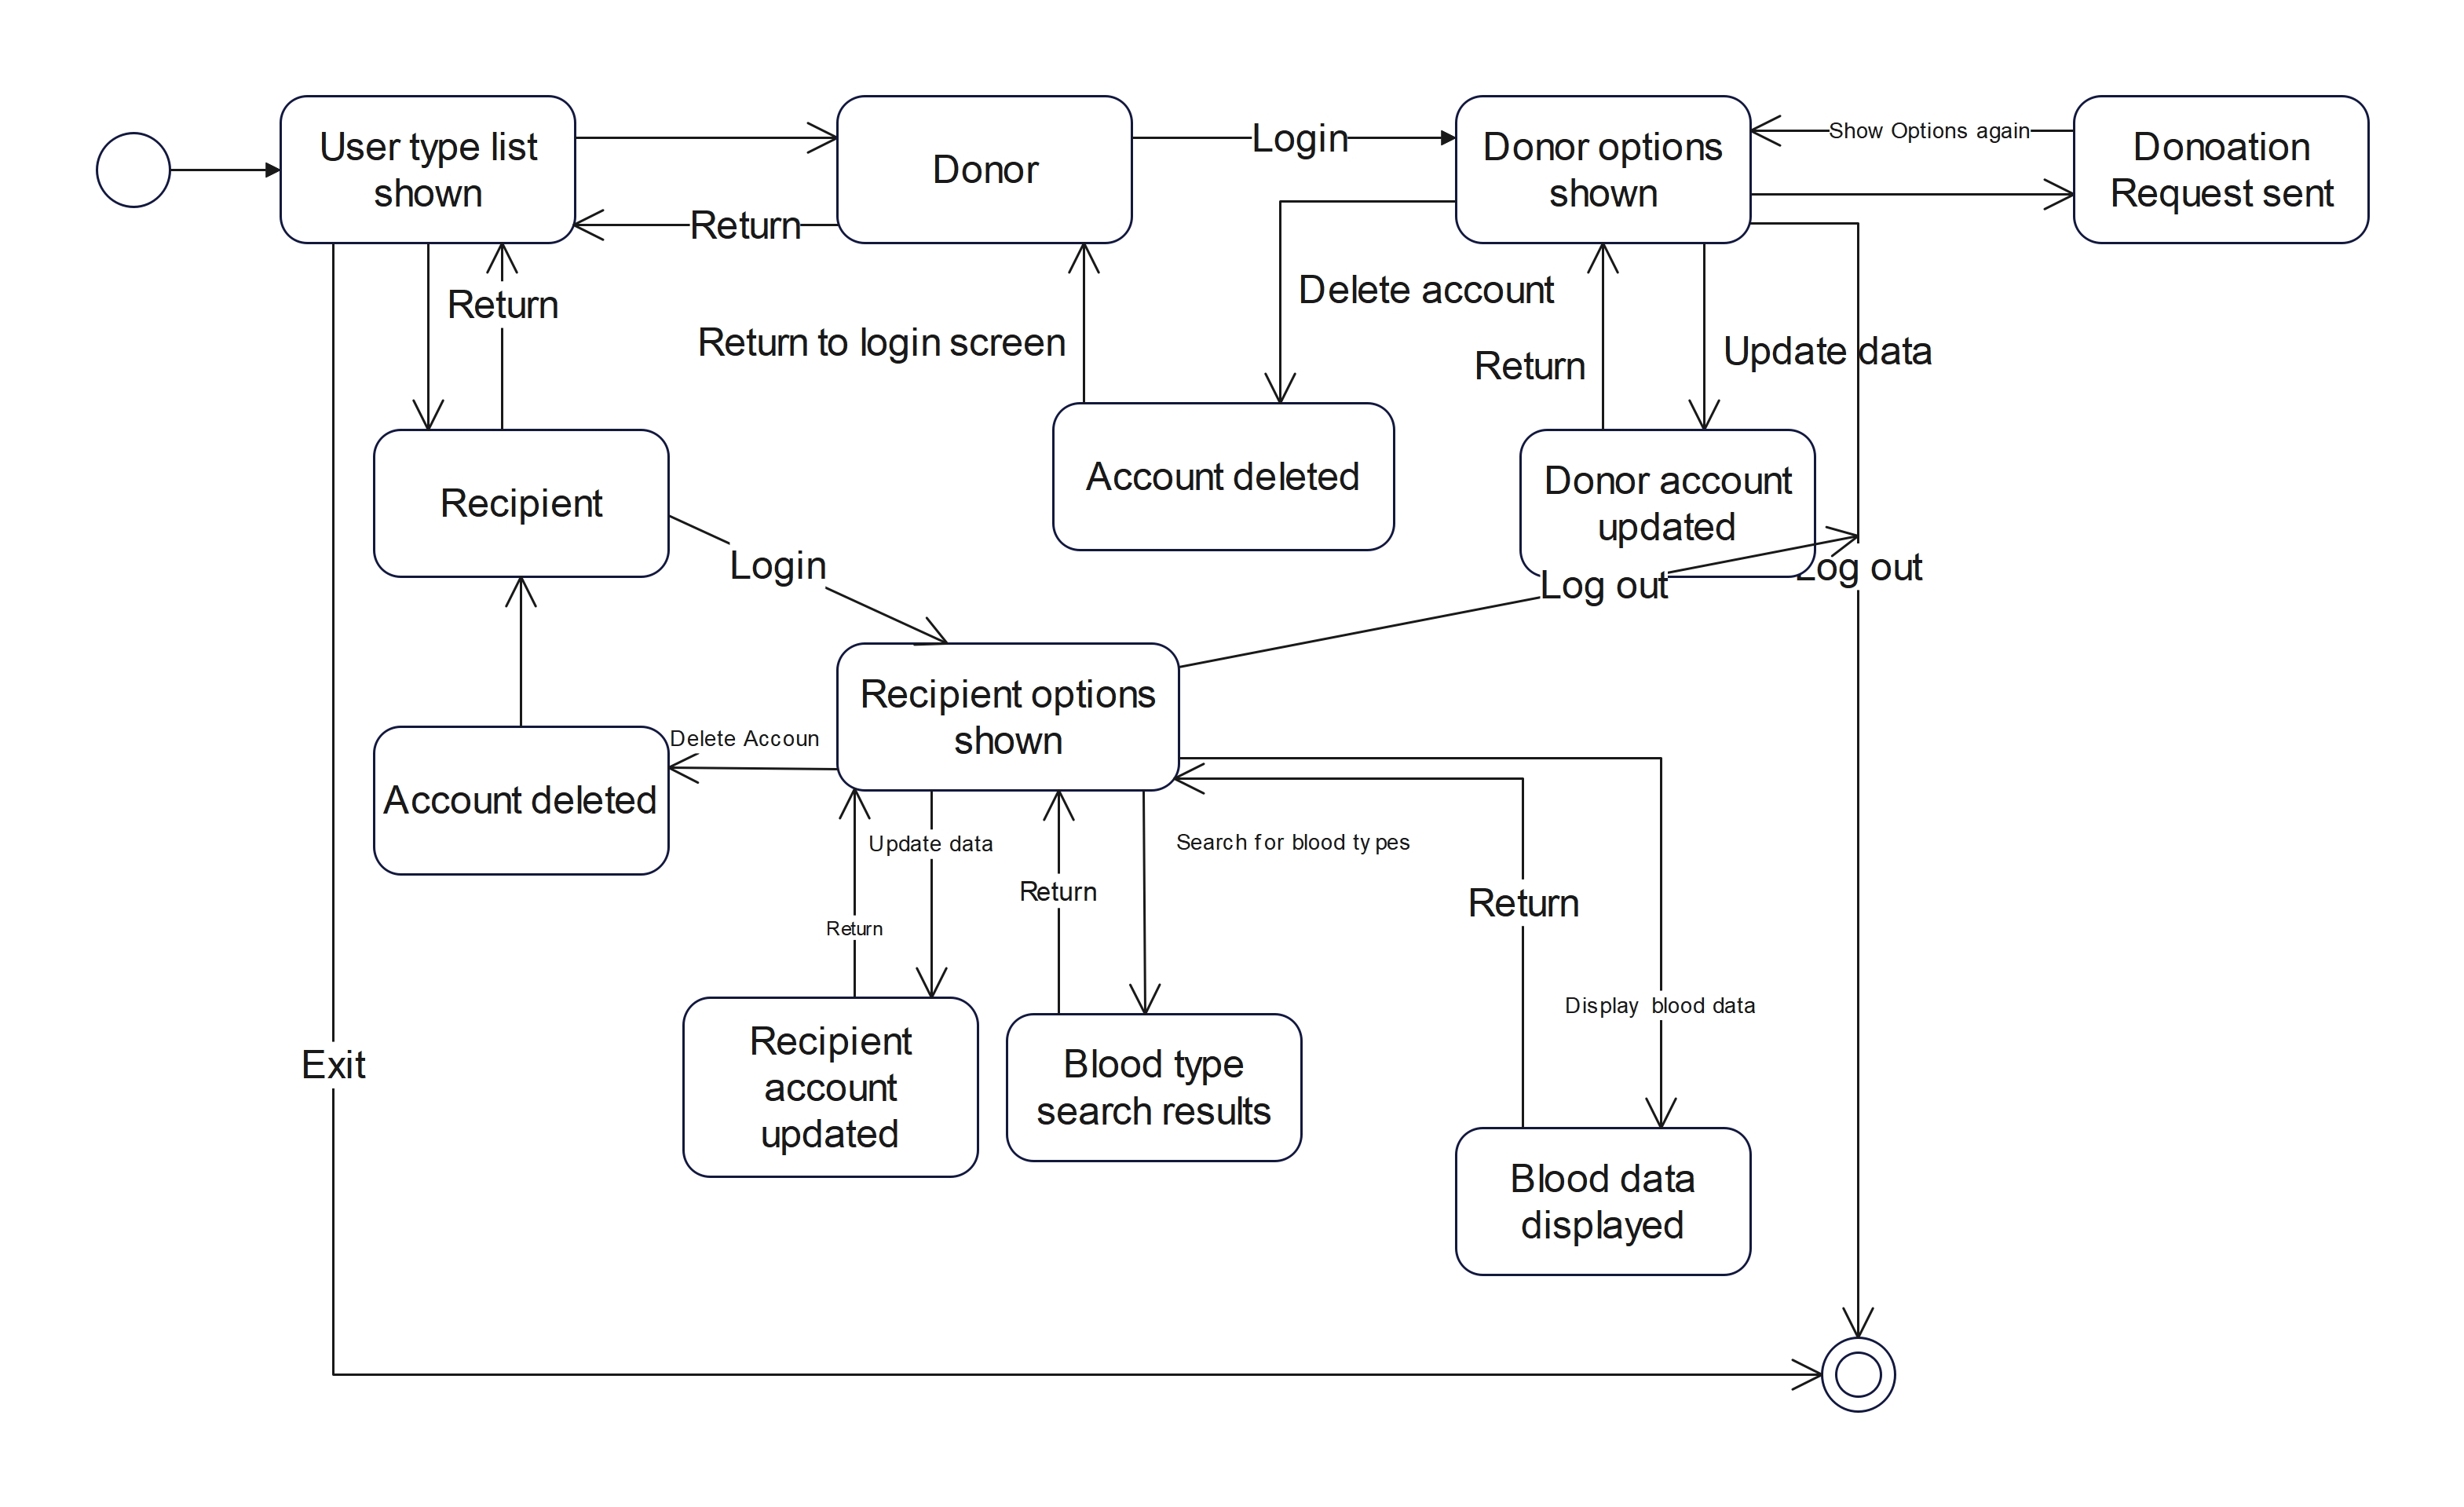 User type list
shown
Donor
Login
Donor options
shown
Show Options again
Donoation
Request sent
Return
Return
Delete account
Return to login screen
Return
Update data
Recipient
Account deleted
Donor account
updated
Login
Log out
Log out
Recipient options
shown
Delete Accoun
Account deleted
Update data
Search for blood types
Return
Return
Return
Display blood data
Recipient
account
updated
Blood type
search results
Exit
Blood data
displayed